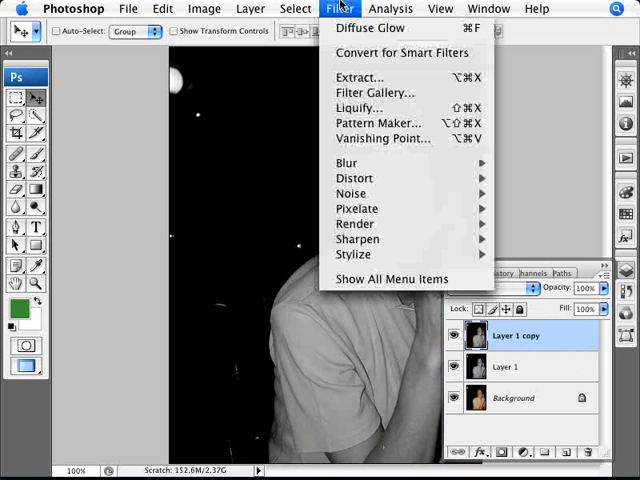 Photoshop File Edit Image Layer Select Filter Analysis View Window Help
Auto-Select: Group Show Transform Controls
Diffuse Glow ⌘F
Convert for Smart Filters
Extract... ⌥⌘X
Filter Gallery...
Liquify... ⇧⌘X
Pattern Maker... ⌥⇧⌘X
Vanishing Point... ⌥⌘V
Blur
Distort
Noise
Pixelate
Render
Sharpen
Stylize
Show All Menu Items
Ps
T
hannels Paths
Opacity: 100%
Lock: Fill: 100%
Layer 1 copy
Layer 1
Background
fx
100% Scratch: 152.6M/2.37G